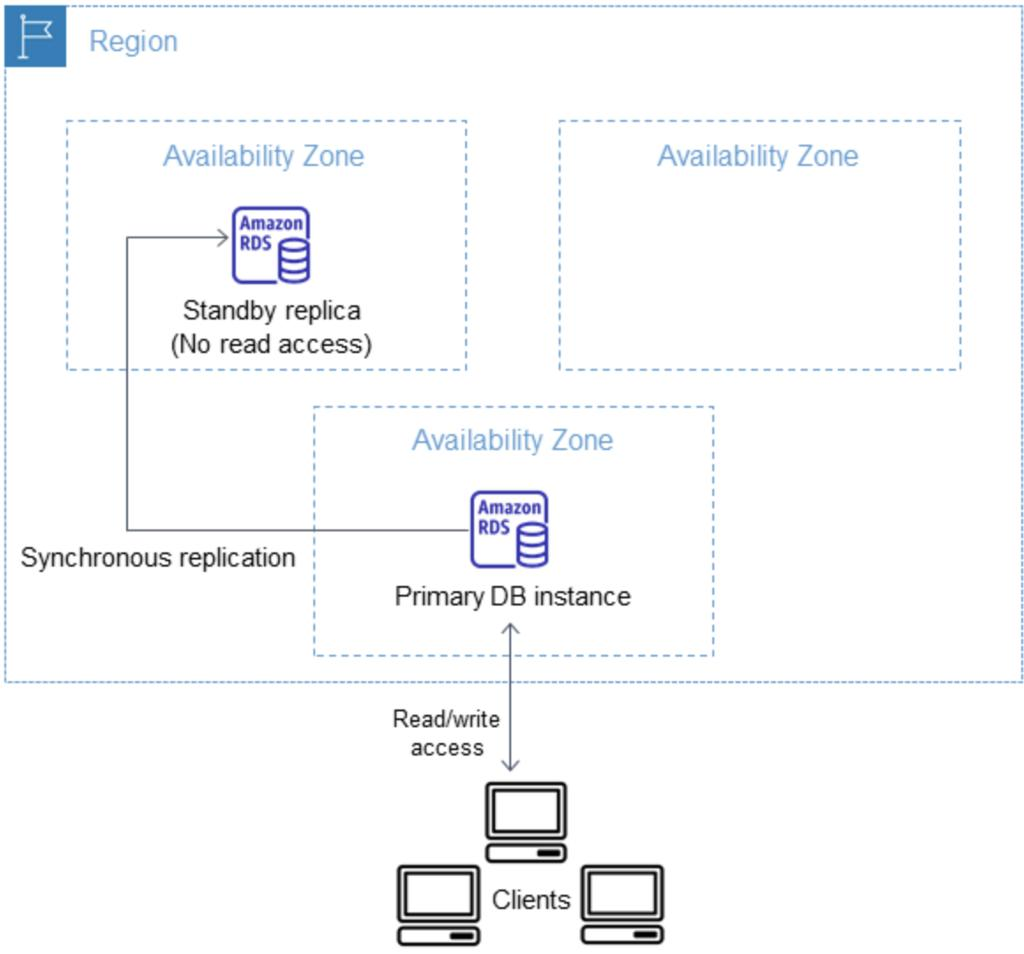 Region
Availability Zone
Amazon
RDS
Standby replica
(No read access)
Availability Zone
Availability Zone
Amazon
RDS
Primary DB instance
Synchronous replication
Read/write
access
Clients